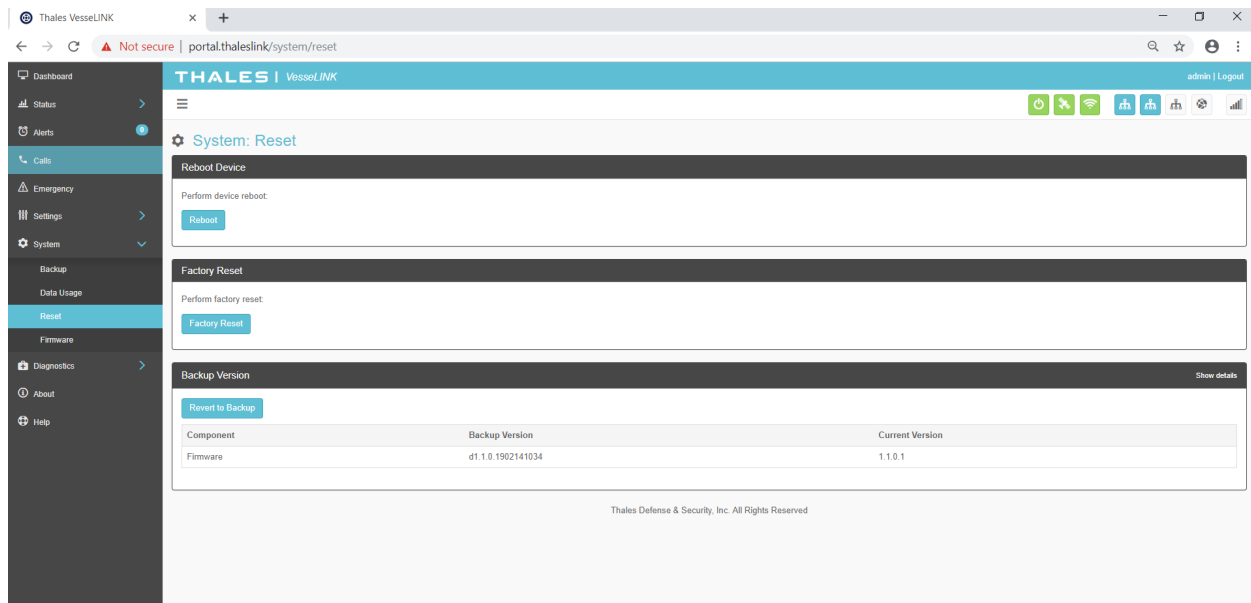 Thales VesseLINK
Not secure | portal.thaleslink/system/reset
Dashboard
THALES | VesseLINK
admin | Logout
Status
Alerts
0
System: Reset
Calls
Reboot Device
Emergency
Perform device reboot:
Settings
Reboot
System
Backup
Factory Reset
Data Usage
Perform factory reset:
Reset
Factory Reset
Firmware
Diagnostics
Backup Version
Show details
About
Revert to Backup
Help
Component Backup Version Current Version
Firmware d1.1.0.1902141034 1.1.0.1
Thales Defense & Security, Inc. All Rights Reserved